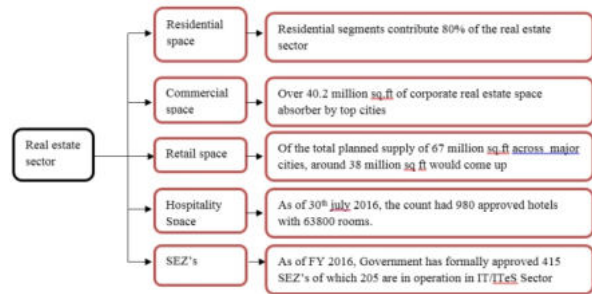 Residential
space
Residential segments contribute 80% of the real estate
sector
Commercial
space
Over 40.2 million sq.ft of corporate real estate space
absorber by top cities
Real estate
sector
Retail space
Of the total planned supply of 67 million sq.ft across major
cities, around 38 million sq ft would come up
Hospitality
Space
As of 30th july 2016, the count had 980 approved hotels
with 63800 rooms.
SEZ's
As of FY 2016, Government has formally approved 415
SEZ's of which 205 are in operation in IT/ITeS Sector